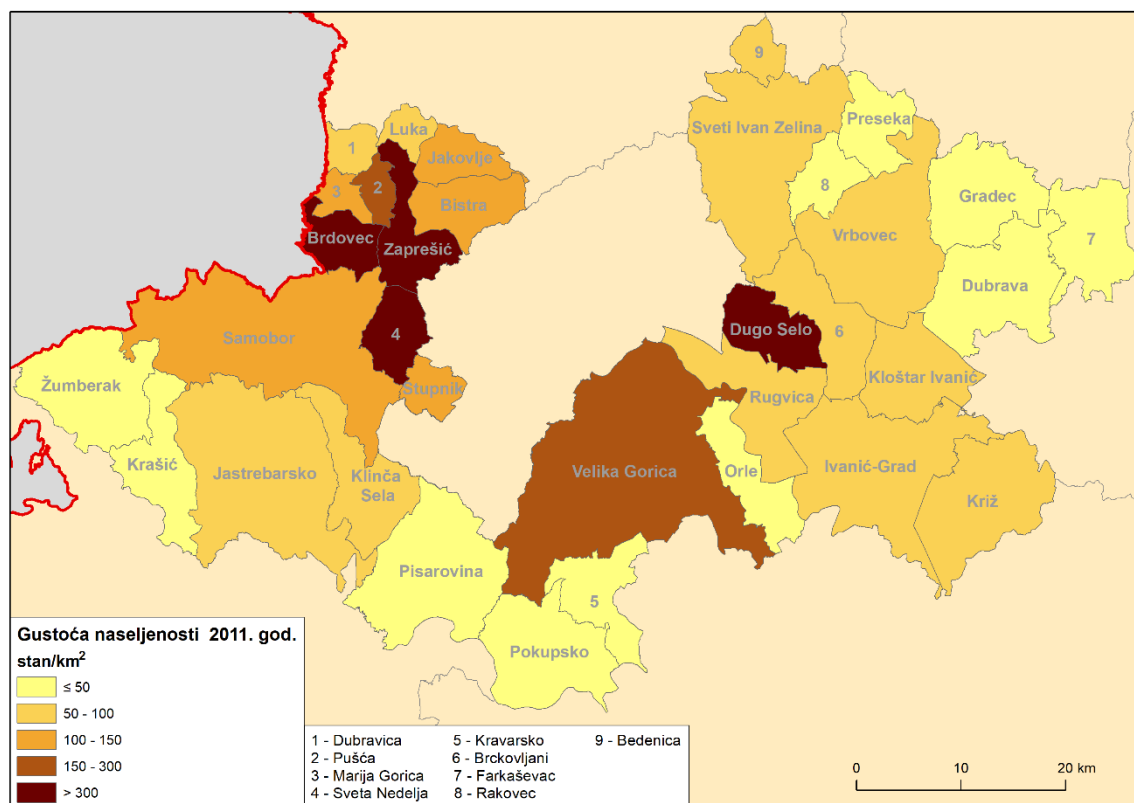 9
Sveti Ivan Zelina
Preseka
Luka
1
Jakovlje
2
3
8
Gradec
Bistra
7
Vrbovec
Brdovec
Zaprešić
Dubrava
Dugo Selo
6
4
Samobor
Kloštar Ivanić
Žumberak
Stupnik
Rugvica
Krašić
Jastrebarsko
Klinča
Sela
Velika Gorica
Orle
Ivanić-Grad
Križ
Pisarovina
5
Pokupsko
Gustoća naseljenosti 2011. god.
stan/km²
≤ 50
50 - 100
100 - 150
150 - 300
> 300
1 - Dubravica
2 - Pušća
3 - Marija Gorica
4 - Sveta Nedelja
5 - Kravarsko
6 - Brckovljani
7 - Farkaševac
8 - Rakovec
9 - Bedenica
0 10 20 km